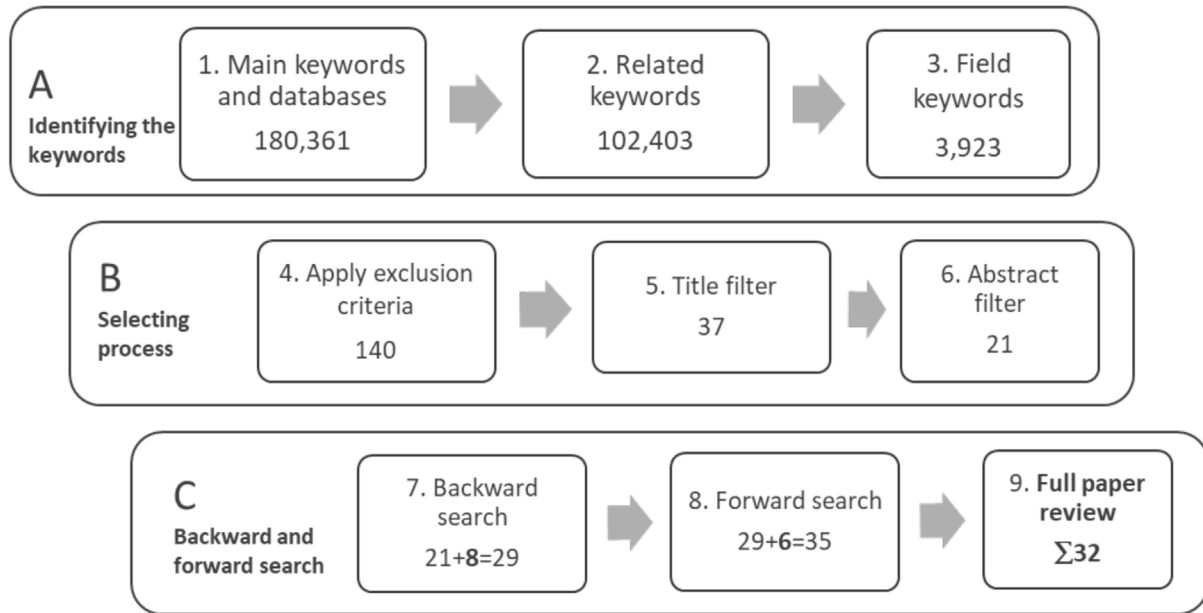 A
Identifying the
keywords
1. Main keywords
and databases
180,361
2. Related
keywords
102,403
3. Field
keywords
3,923
B
Selecting
process
4. Apply exclusion
criteria
140
5. Title filter
37
6. Abstract
filter
21
C
Backward and
forward search
7. Backward
search
21+8=29
8. Forward search
29+6=35
9. Full paper
review
∑32